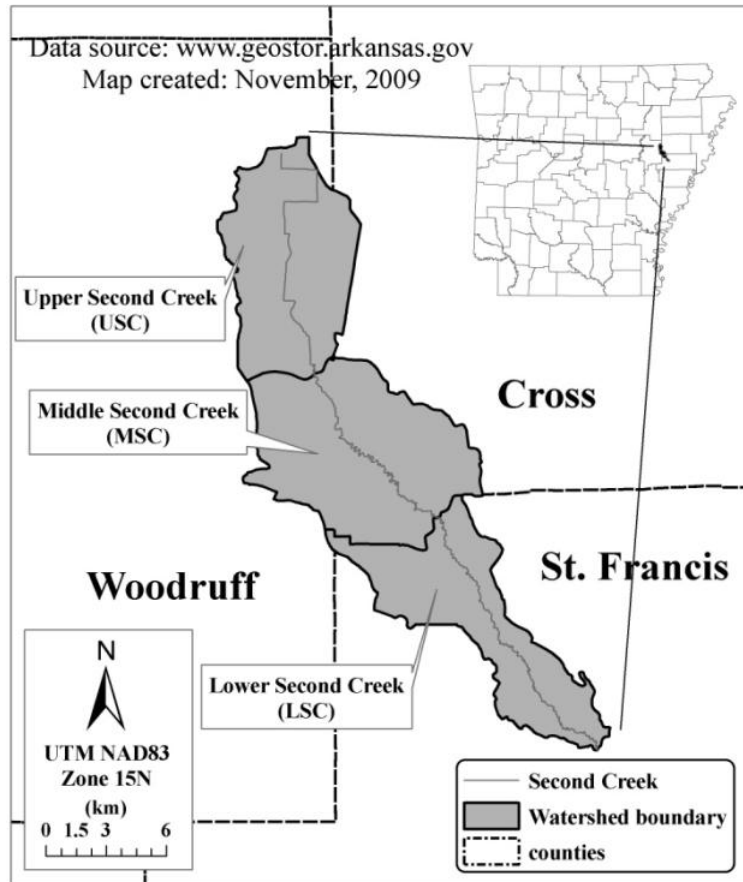 Data source: www.geostor.arkansas.gov
Map created: November, 2009
Upper Second Creek
(USC)
Middle Second Creek
(MSC)
Cross
Woodruff
St. Francis
Lower Second Creek
(LSC)
N
UTM NAD83
Zone 15N
(km)
0 1.5 3 6
Second Creek
Watershed boundary
counties